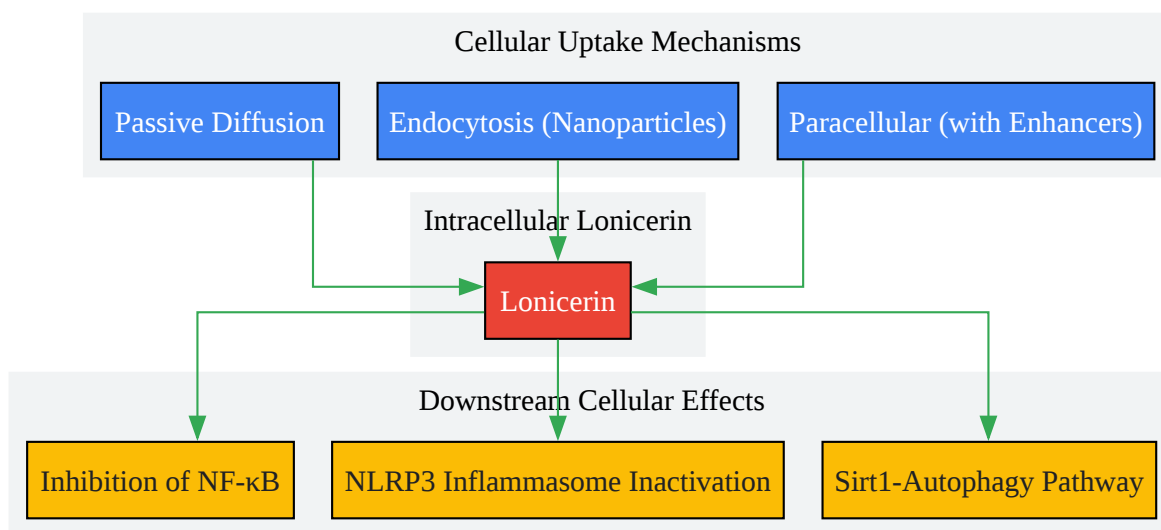 Cellular Uptake Mechanisms
Passive Diffusion
Endocytosis (Nanoparticles)
Paracellular (with Enhancers)
Intracellular Lonicerin
Lonicerin
Downstream Cellular Effects
Inhibition of NF-κB
NLRP3 Inflammasome Inactivation
Sirt1-Autophagy Pathway